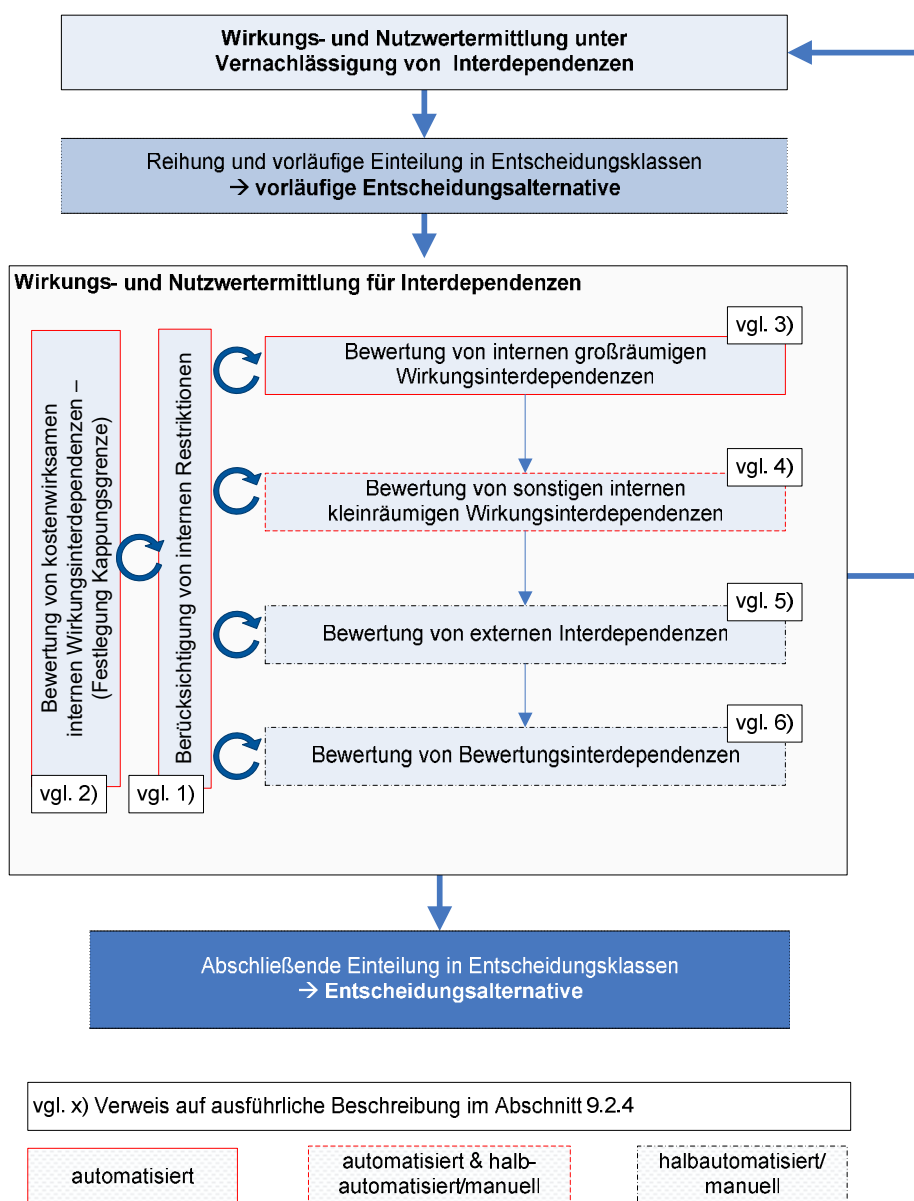 Wirkungs- und Nutzwertermittlung unter
Vernachlässigung von Interdependenzen
Reihung und vorläufige Einteilung in Entscheidungsklassen
→ vorläufige Entscheidungsalternative
Wirkungs- und Nutzwertermittlung für Interdependenzen
Bewertung von kostenwirksamen
internen Wirkungsinterdependenzen –
(Festlegung Kappungsgrenze)
vgl. 2)
Berücksichtigung von internen Restriktionen
vgl. 1)
vgl. 3)
Bewertung von internen großräumigen
Wirkungsinterdependenzen
vgl. 4)
Bewertung von sonstigen internen
kleinräumigen Wirkungsinterdependenzen
vgl. 5)
Bewertung von externen Interdependenzen
vgl. 6)
Bewertung von Bewertungsinterdependenzen
Abschließende Einteilung in Entscheidungsklassen
→ Entscheidungsalternative
vgl. x) Verweis auf ausführliche Beschreibung im Abschnitt 9.2.4
automatisiert
automatisiert & halb-
automatisiert/manuell
halbautomatisiert/
manuell